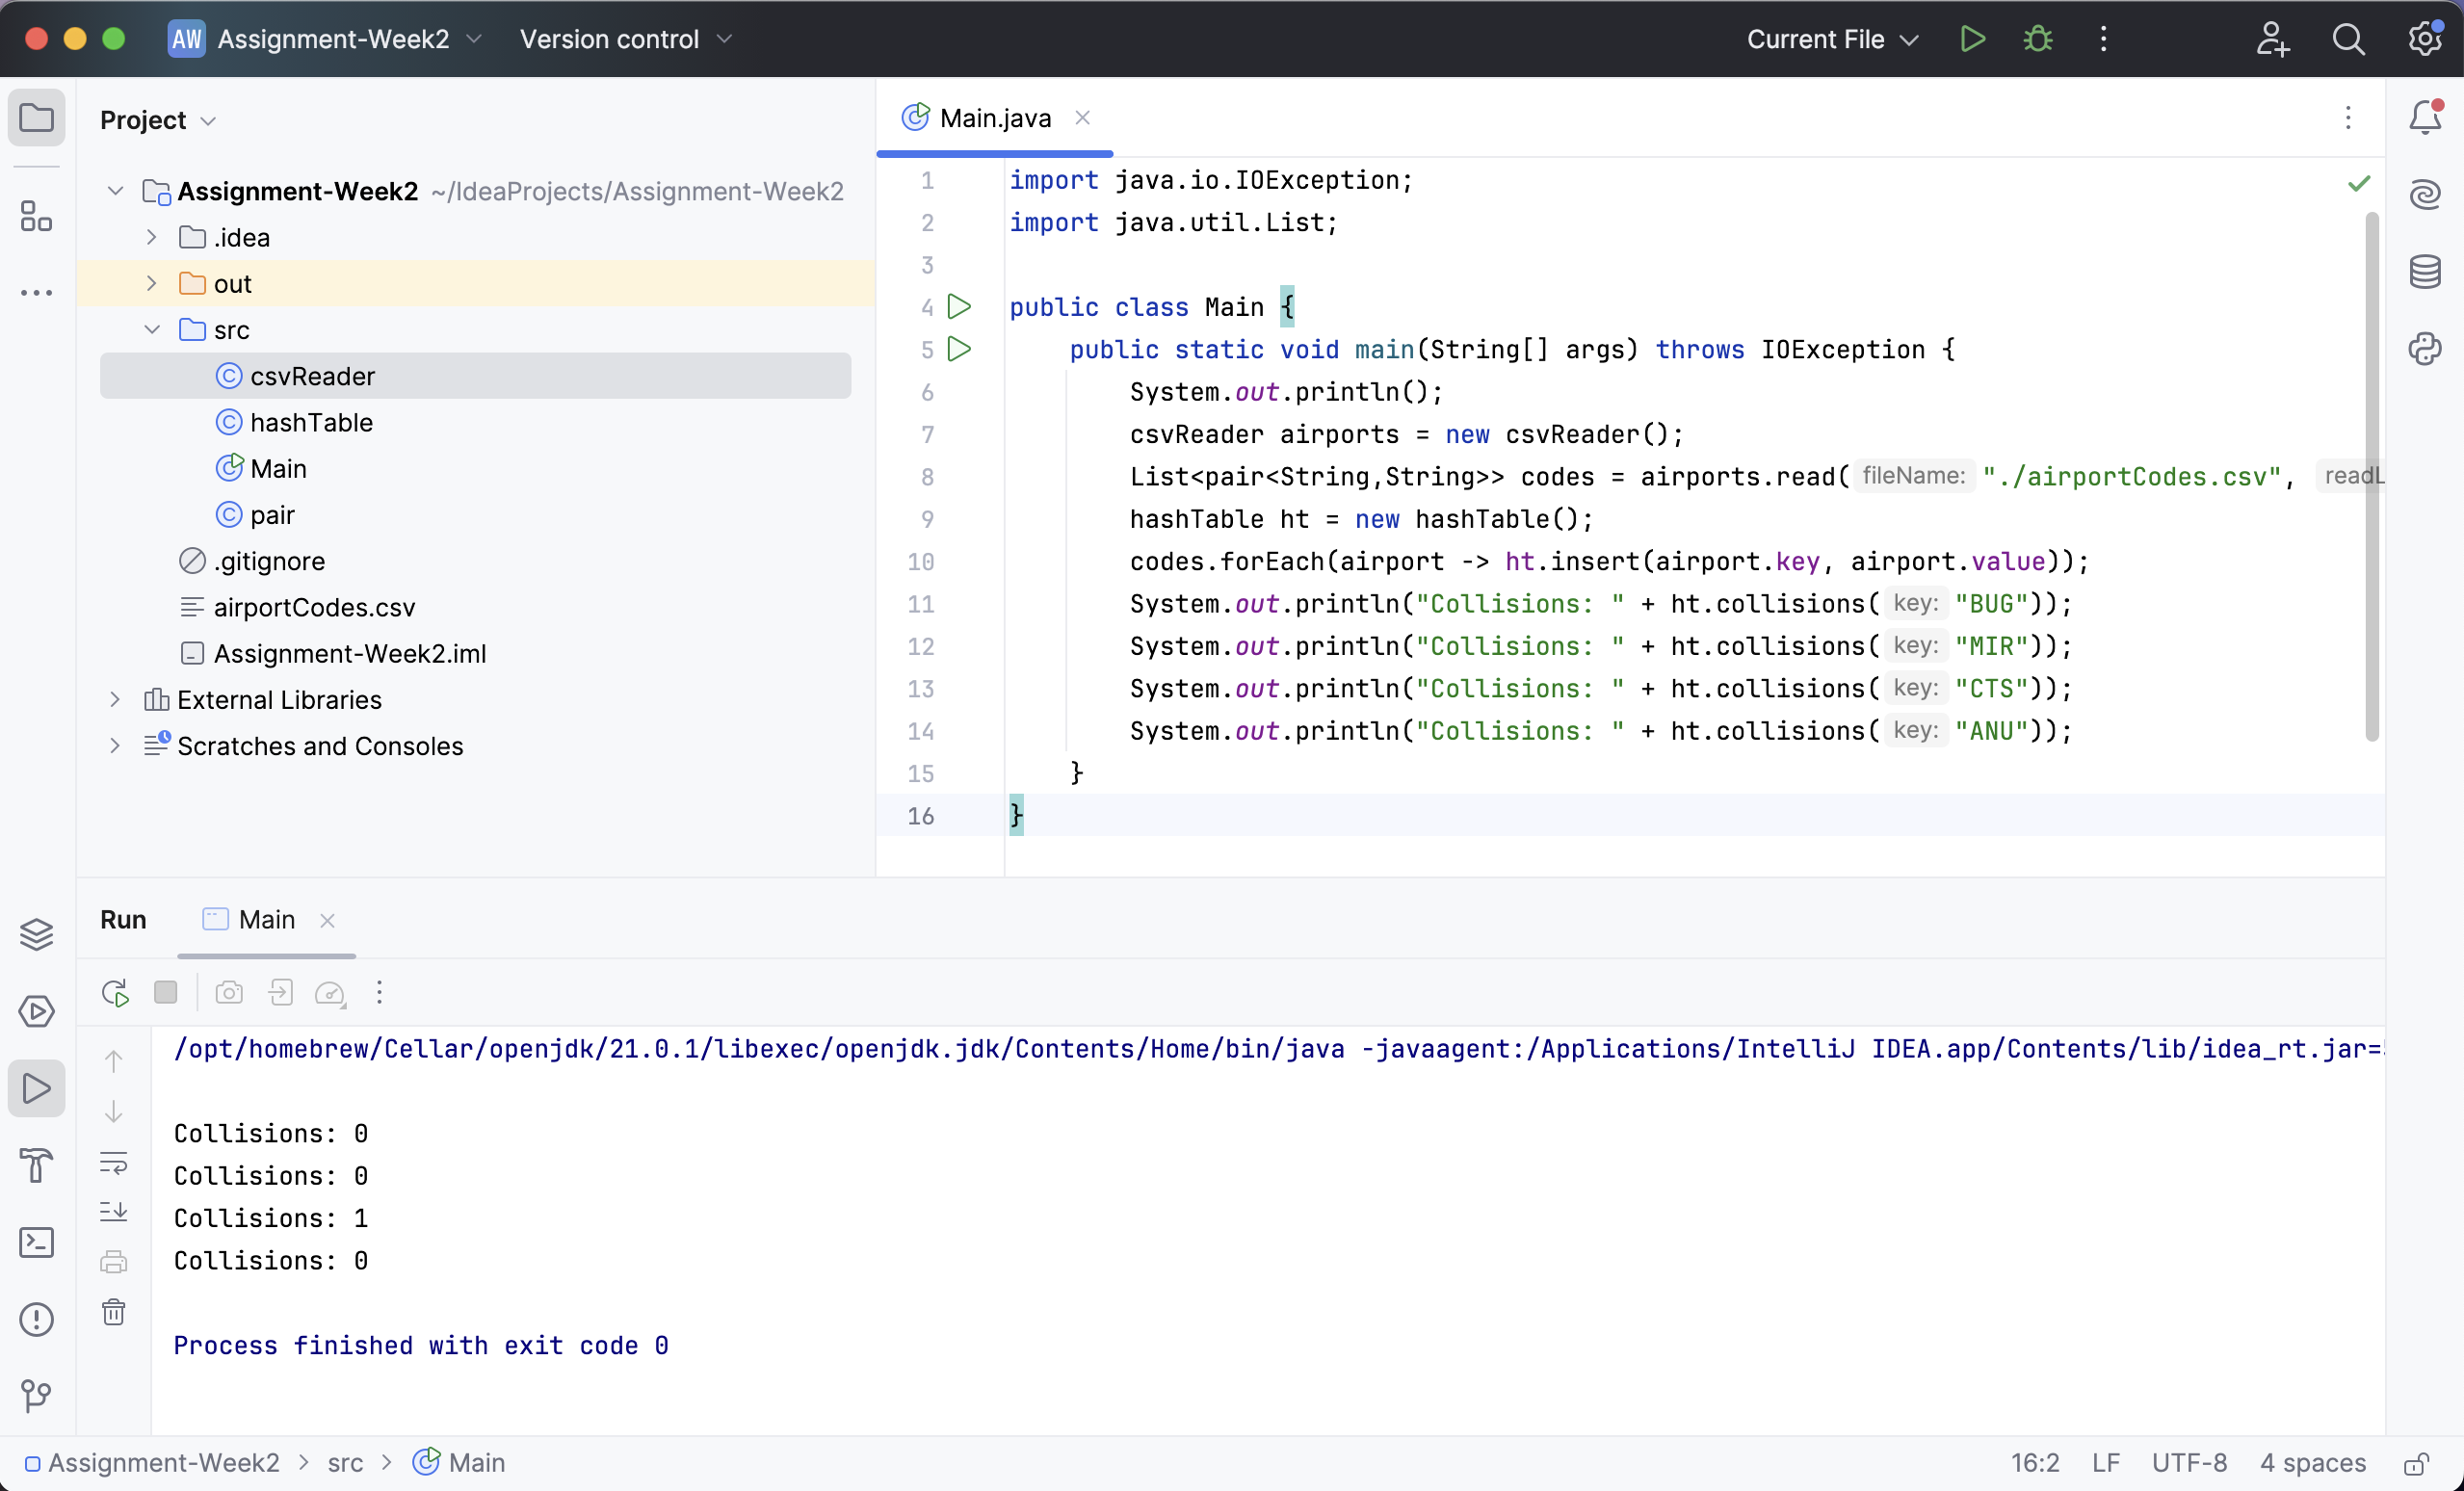 AW Assignment-Week2 Version control Current File
Project
Assignment-Week2 ~/IdeaProjects/Assignment-Week2
.idea
out
src
csvReader
hashTable
Main
pair
.gitignore
airportCodes.csv
Assignment-Week2.iml
External Libraries
Scratches and Consoles
Main.java
1 import java.io.IOException;
2 import java.util.List;
3
4 public class Main {
5 public static void main(String[] args) throws IOException {
6 System.out.println();
7 csvReader airports = new csvReader();
8 List<pair<String,String>> codes = airports.read( fileName: "./airportCodes.csv", readL
9 hashTable ht = new hashTable();
10 codes.forEach(airport -> ht.insert(airport.key, airport.value));
11 System.out.println("Collisions: " + ht.collisions( key: "BUG"));
12 System.out.println("Collisions: " + ht.collisions( key: "MIR"));
13 System.out.println("Collisions: " + ht.collisions( key: "CTS"));
14 System.out.println("Collisions: " + ht.collisions( key: "ANU"));
15 }
16 }
Run Main
/opt/homebrew/Cellar/openjdk/21.0.1/libexec/openjdk.jdk/Contents/Home/bin/java -javaagent:/Applications/IntelliJ IDEA.app/Contents/lib/idea_rt.jar=
Collisions: 0
Collisions: 0
Collisions: 1
Collisions: 0
Process finished with exit code 0
Assignment-Week2 > src > Main 16:2 LF UTF-8 4 spaces